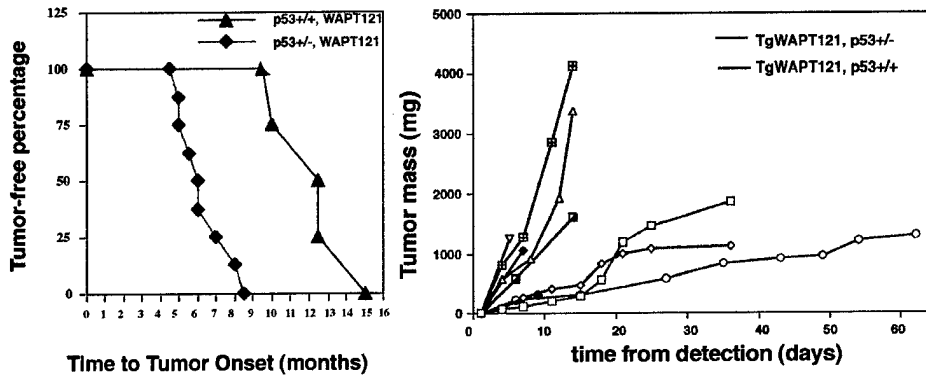 125
100
75
50
25
0
p53+/+, WAPT121
p53+/-, WAPT121
Tumor-free percentage
0 1 2 3 4 5 6 7 8 9 10 11 12 13 14 15 16
Time to Tumor Onset (months)
5000
4000
3000
2000
1000
0
TgWAPT121, p53+/-
TgWAPT121, p53+/+
Tumor mass (mg)
0 10 20 30 40 50 60
time from detection (days)